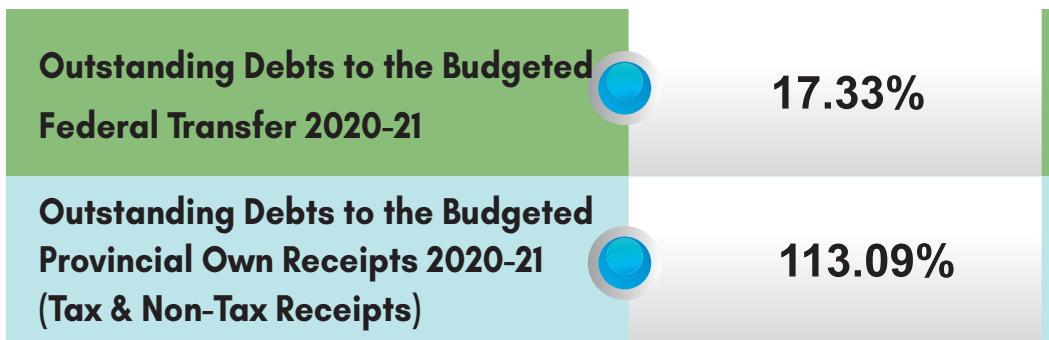 Outstanding Debts to the Budgeted
Federal Transfer 2020-21
17.33%
Outstanding Debts to the Budgeted
Provincial Own Receipts 2020-21
(Tax & Non-Tax Receipts)
113.09%